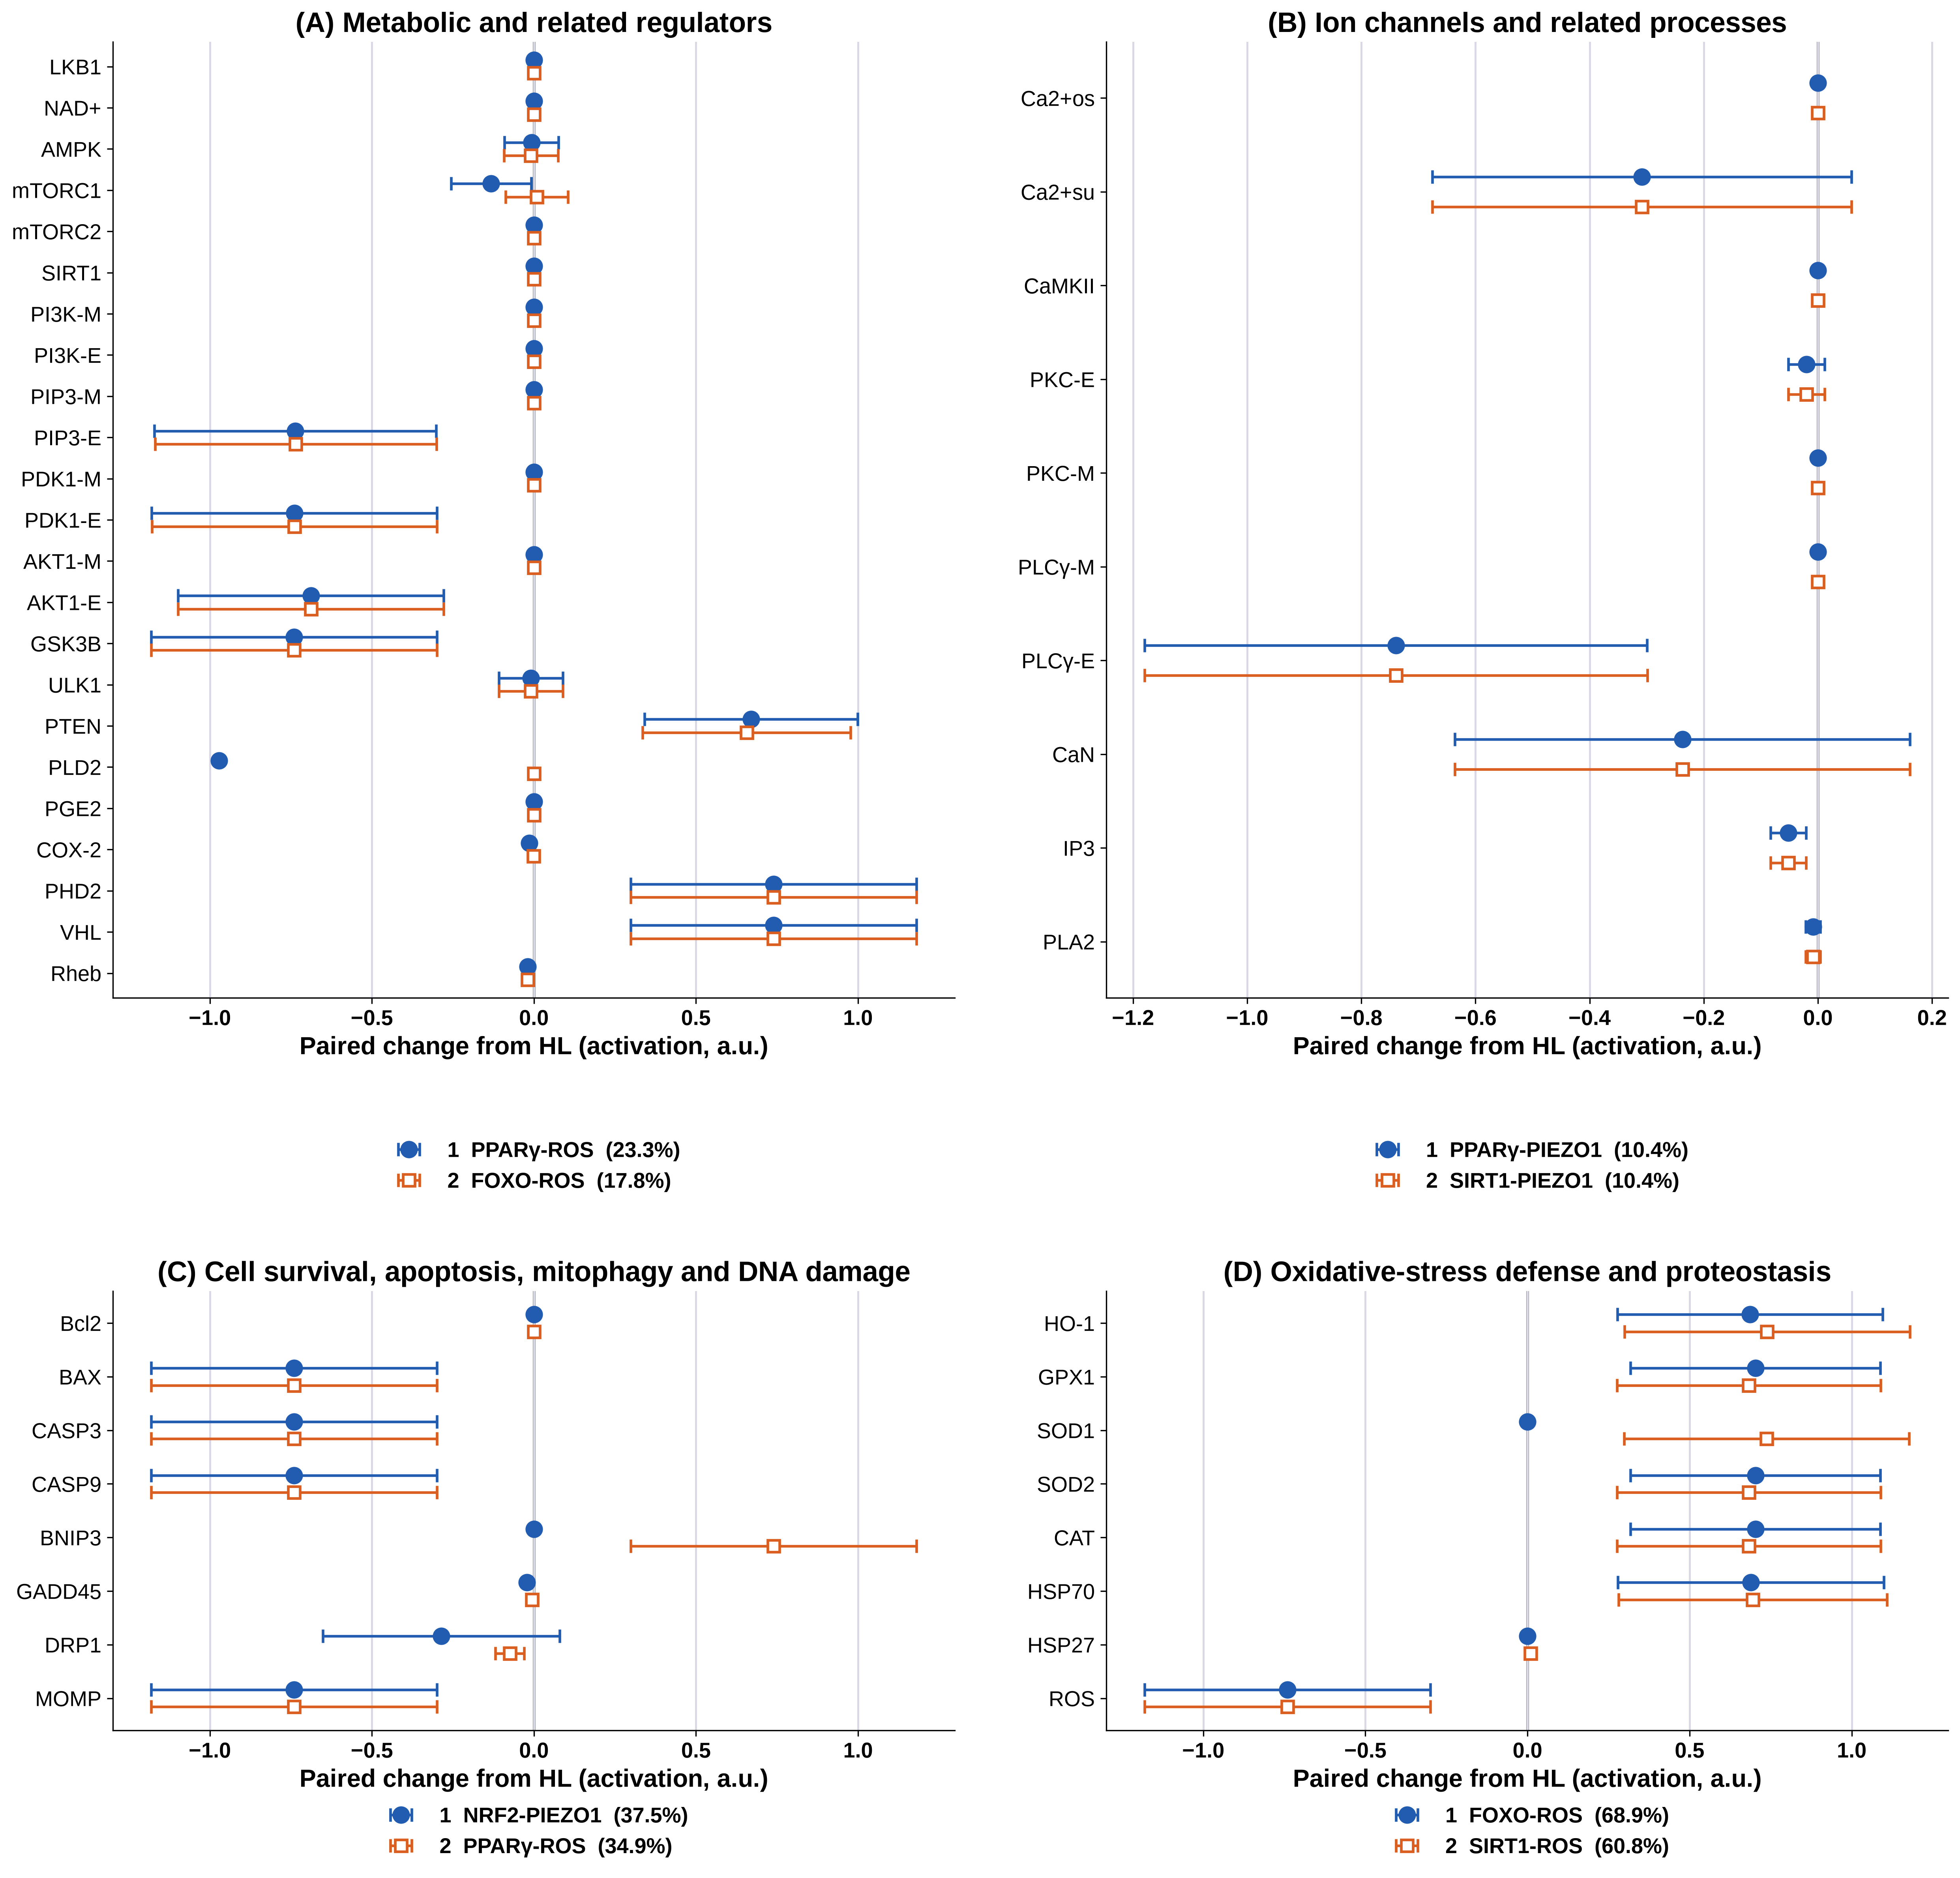 (A) Metabolic and related regulators
LKB1
NAD+
AMPK
mTORC1
mTORC2
SIRT1
PI3K-M
PI3K-E
PIP3-M
PIP3-E
PDK1-M
PDK1-E
AKT1-M
AKT1-E
GSK3B
ULK1
PTEN
PLD2
PGE2
COX-2
PHD2
VHL
Rheb
−1.0 −0.5 0.0 0.5 1.0
Paired change from HL (activation, a.u.)
1 PPARγ-ROS (23.3%)
2 FOXO-ROS (17.8%)
(B) Ion channels and related processes
Ca2+os
Ca2+su
CaMKII
PKC-E
PKC-M
PLCγ-M
PLCγ-E
CaN
IP3
PLA2
−1.2 −1.0 −0.8 −0.6 −0.4 −0.2 0.0 0.2
Paired change from HL (activation, a.u.)
1 PPARγ-PIEZO1 (10.4%)
2 SIRT1-PIEZO1 (10.4%)
(C) Cell survival, apoptosis, mitophagy and DNA damage
Bcl2
BAX
CASP3
CASP9
BNIP3
GADD45
DRP1
MOMP
−1.0 −0.5 0.0 0.5 1.0
Paired change from HL (activation, a.u.)
1 NRF2-PIEZO1 (37.5%)
2 PPARγ-ROS (34.9%)
(D) Oxidative-stress defense and proteostasis
HO-1
GPX1
SOD1
SOD2
CAT
HSP70
HSP27
ROS
−1.0 −0.5 0.0 0.5 1.0
Paired change from HL (activation, a.u.)
1 FOXO-ROS (68.9%)
2 SIRT1-ROS (60.8%)